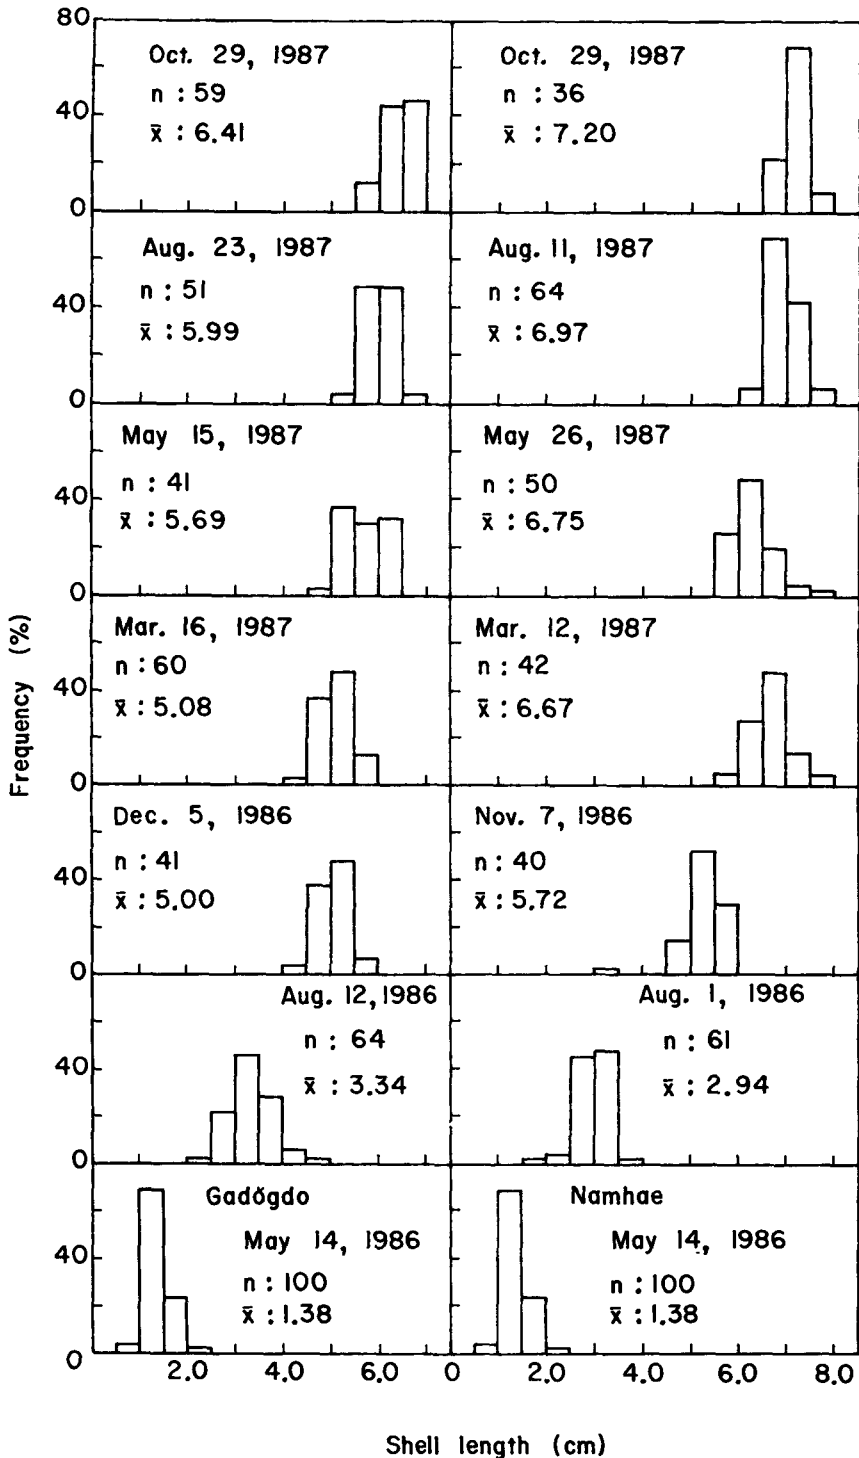 80
40
0
Oct. 29, 1987
n : 59
x̄ : 6.41
Oct. 29, 1987
n : 36
x̄ : 7.20
40
0
Aug. 23, 1987
n : 51
x̄ : 5.99
Aug. 11, 1987
n : 64
x̄ : 6.97
40
0
May 15, 1987
n : 41
x̄ : 5.69
May 26, 1987
n : 50
x̄ : 6.75
Frequency (%)
40
0
Mar. 16, 1987
n : 60
x̄ : 5.08
Mar. 12, 1987
n : 42
x̄ : 6.67
40
0
Dec. 5, 1986
n : 41
x̄ : 5.00
Nov. 7, 1986
n : 40
x̄ : 5.72
40
0
Aug. 12, 1986
n : 64
x̄ : 3.34
Aug. 1, 1986
n : 61
x̄ : 2.94
40
0
Gadŏgdo
May 14, 1986
n : 100
x̄ : 1.38
Namhae
May 14, 1986
n : 100
x̄ : 1.38
2.0 4.0 6.0 0 2.0 4.0 6.0 8.0
Shell length (cm)